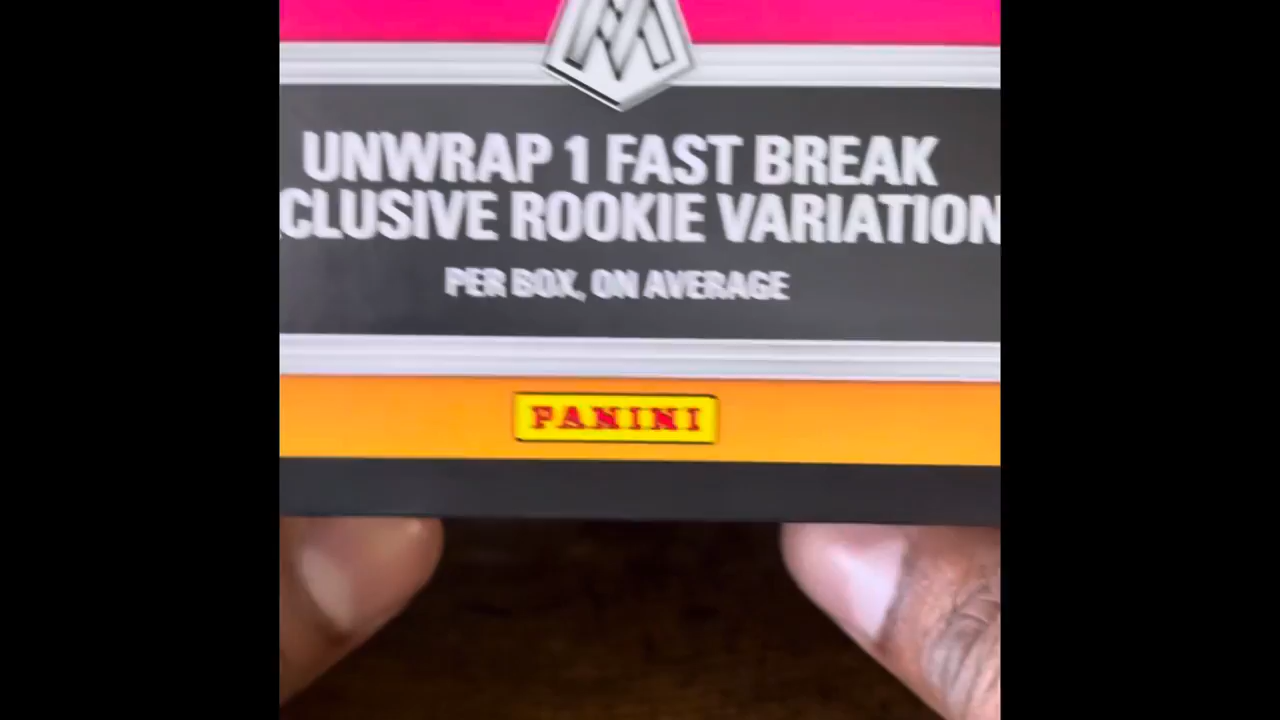 UNWRAP 1 FAST BREAK
CLUSIVE ROOKIE VARIATION
PER BOX, ON AVERAGE
PANINI